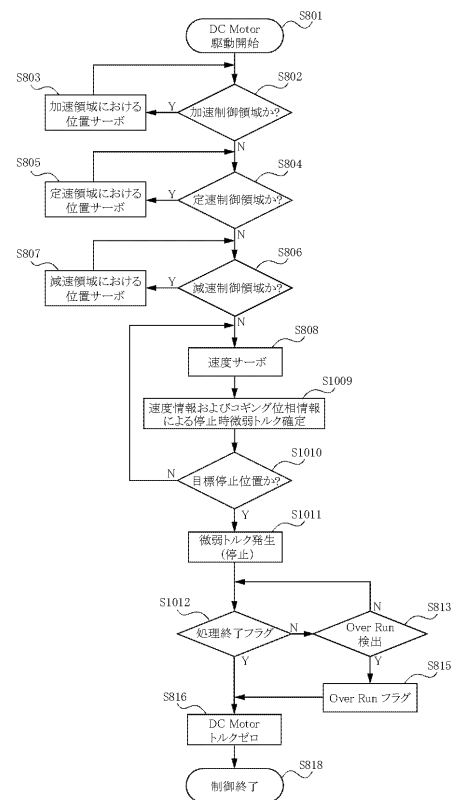 S801
DC Motor
駆動開始
S803
S802
加速領域における
位置サーボ
Y
加速制御領域か?
N
S805
S804
定速領域における
位置サーボ
Y
定速制御領域か?
N
S807
S806
減速領域における
位置サーボ
Y
減速制御領域か?
N
S808
速度サーボ
S1009
速度情報およびコギング位相情報
による停止時微弱トルク確定
S1010
N
目標停止位置か?
Y
S1011
微弱トルク発生
(停止)
S1012
N
S813
処理終了フラグ
N
Over Run
検出
Y
Y
S815
Over Run フラグ
S816
DC Motor
トルクゼロ
S818
制御終了